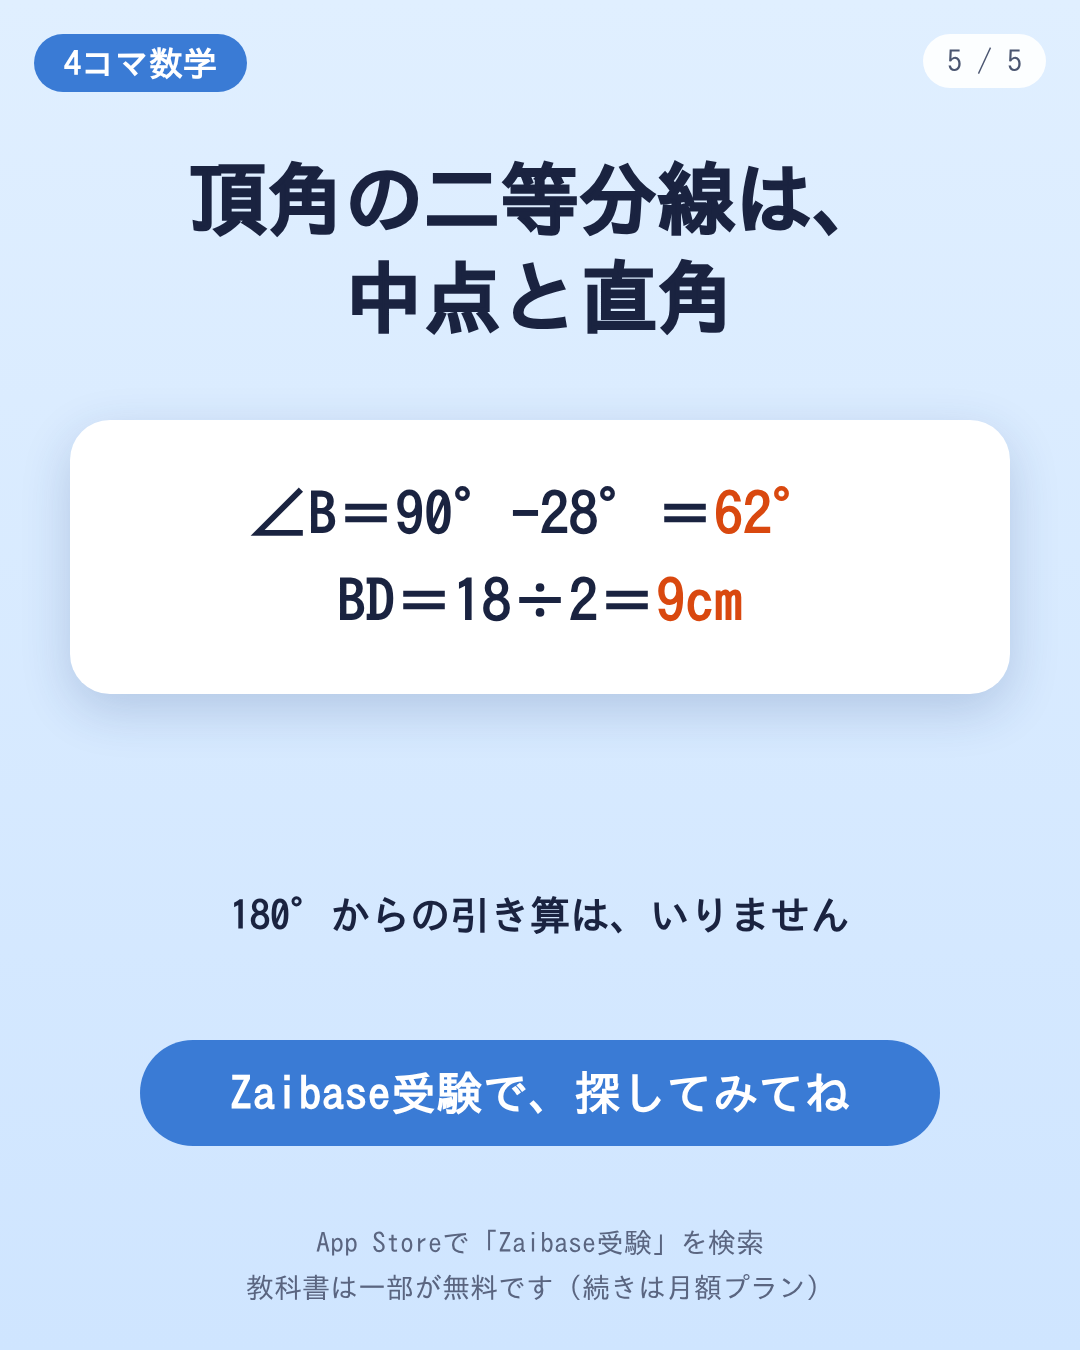 4コマ数学
5 / 5
頂角の二等分線は、
中点と直角
∠B＝90°-28°＝62°
BD＝18÷2＝9cm
180°からの引き算は、いりません
Zaibase受験で、探してみてね
App Storeで「Zaibase受験」を検索
教科書は一部が無料です（続きは月額プラン）